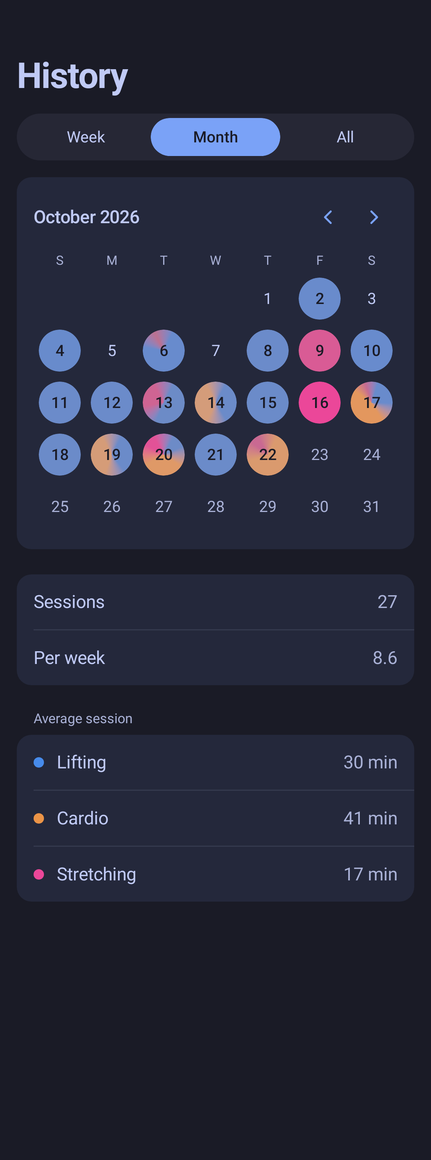 History
Week Month All
October 2026
S M T W T F S
1 2 3
4 5 6 7 8 9 10
11 12 13 14 15 16 17
18 19 20 21 22 23 24
25 26 27 28 29 30 31
Sessions 27
Per week 8.6
Average session
Lifting 30 min
Cardio 41 min
Stretching 17 min